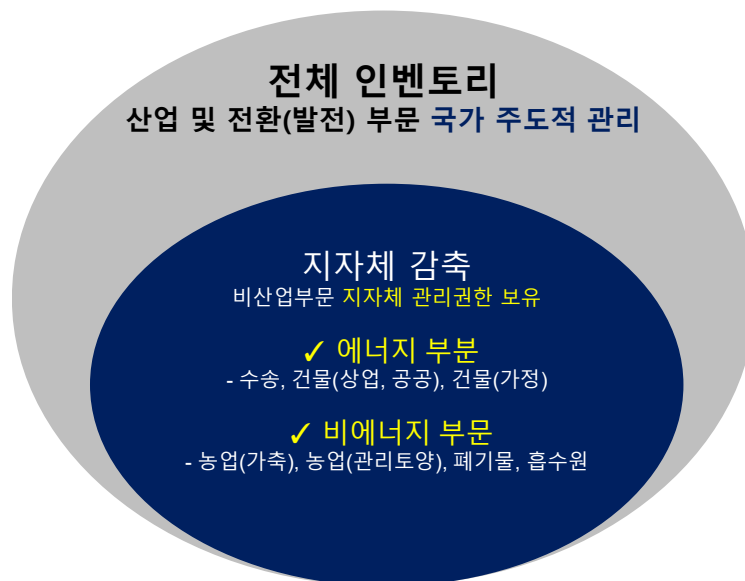 전체 인벤토리
산업 및 전환(발전) 부문 국가 주도적 관리
지자체 감축
비산업부문 지자체 관리권한 보유
✓ 에너지 부분
- 수송, 건물(상업, 공공), 건물(가정)
✓ 비에너지 부문
- 농업(가축), 농업(관리토양), 폐기물, 흡수원